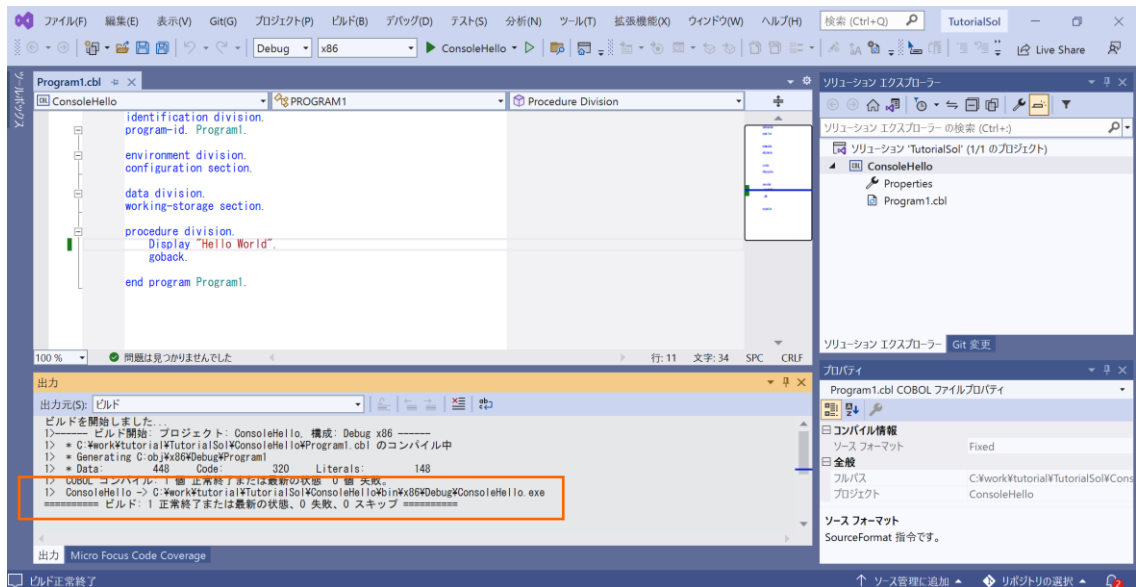 ファイル(F) 編集(E) 表示(V) Git(G) プロジェクト(P) ビルド(B) デバッグ(D) テスト(S) 分析(N) ツール(T) 拡張機能(X) ウィンドウ(W) ヘルプ(H) 検索 (Ctrl+Q) TutorialSol
Debug x86 ConsoleHello Live Share
ツールボックス
Program1.cbl
ConsoleHello PROGRAM1 Procedure Division
identification division.
program-id. Program1.
environment division.
configuration section.
data division.
working-storage section.
procedure division.
Display "Hello World".
goback.
end program Program1.
100 % 問題は見つかりませんでした 行: 11 文字: 34 SPC CRLF
出力
出力元(S): ビルド
ビルドを開始しました...
1>------ ビルド開始: プロジェクト: ConsoleHello, 構成: Debug x86 ------
1> * C:¥work¥tutorial¥TutorialSol¥ConsoleHello¥Program1.cbl のコンパイル中
1> * Generating C:obj¥x86¥Debug¥Program1
1> * Data: 448 Code: 320 Literals: 148
1> COBOL コンパイル: 1 個 正常終了または最新の状態 0 個 失敗。
1> ConsoleHello -> C:¥work¥tutorial¥TutorialSol¥ConsoleHello¥bin¥x86¥Debug¥ConsoleHello.exe
========== ビルド: 1 正常終了または最新の状態、0 失敗、0 スキップ ==========
出力 Micro Focus Code Coverage
ソリューション エクスプローラー
ソリューション エクスプローラー の検索 (Ctrl+:)
ソリューション 'TutorialSol' (1/1 のプロジェクト)
ConsoleHello
Properties
Program1.cbl
ソリューション エクスプローラー Git 変更
プロパティ
Program1.cbl COBOL ファイルプロパティ
コンパイル情報
ソース フォーマット Fixed
全般
フルパス C:¥work¥tutorial¥TutorialSol¥Cons
プロジェクト ConsoleHello
ソース フォーマット
SourceFormat 指令です。
ビルド正常終了 ソース管理に追加 リポジトリの選択 2